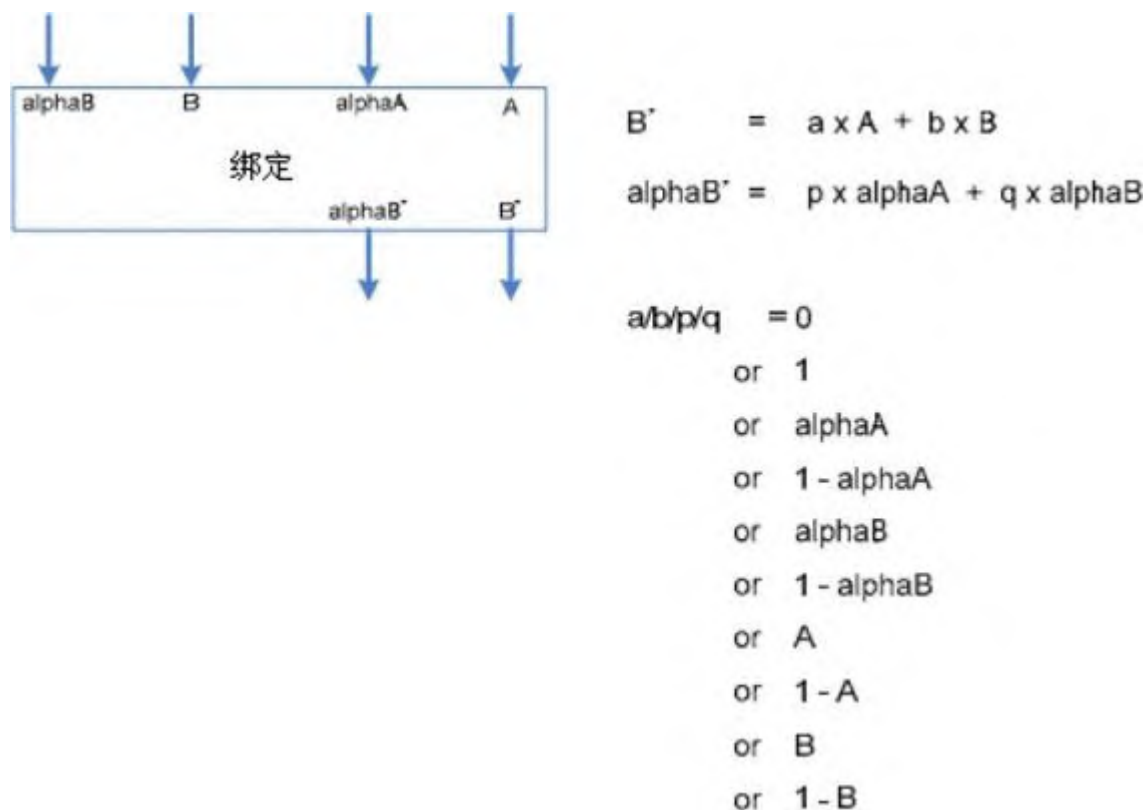 alphaB B alphaA A
绑定
alphaB* B*
B* = a x A + b x B
alphaB* = p x alphaA + q x alphaB
a/b/p/q = 0
or 1
or alphaA
or 1 - alphaA
or alphaB
or 1 - alphaB
or A
or 1 - A
or B
or 1 - B